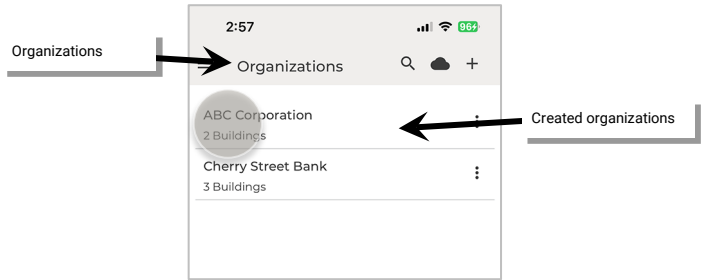 2:57
96
Organizations
Organizations
ABC Corporation
2 Buildings
Created organizations
Cherry Street Bank
3 Buildings